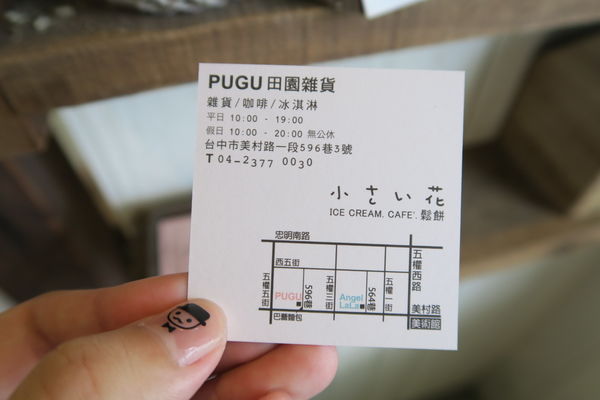 PUGU 田園雜貨
雜貨/咖啡/冰淇淋
平日 10:00 - 19:00
假日 10:00 - 20:00 無公休
台中市美村路一段596巷3號
T 04-2377 0030
小さい花
ICE CREAM. CAFE'. 鬆餅
忠明南路
西五街
五權西路
五權五街
PUGU
596巷
五權三街
Angel
LaLa
564巷
五權一街
美村路
巴蕾麵包
美術館